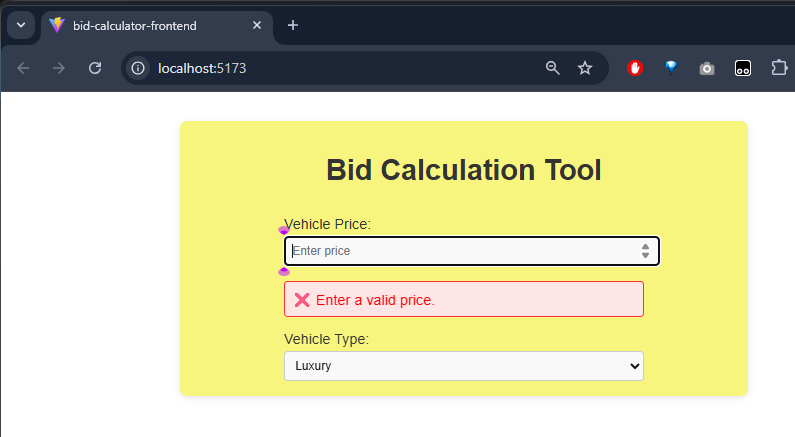 bid-calculator-frontend
localhost:5173
Bid Calculation Tool
Vehicle Price:
Enter price
❌ Enter a valid price.
Vehicle Type:
Luxury